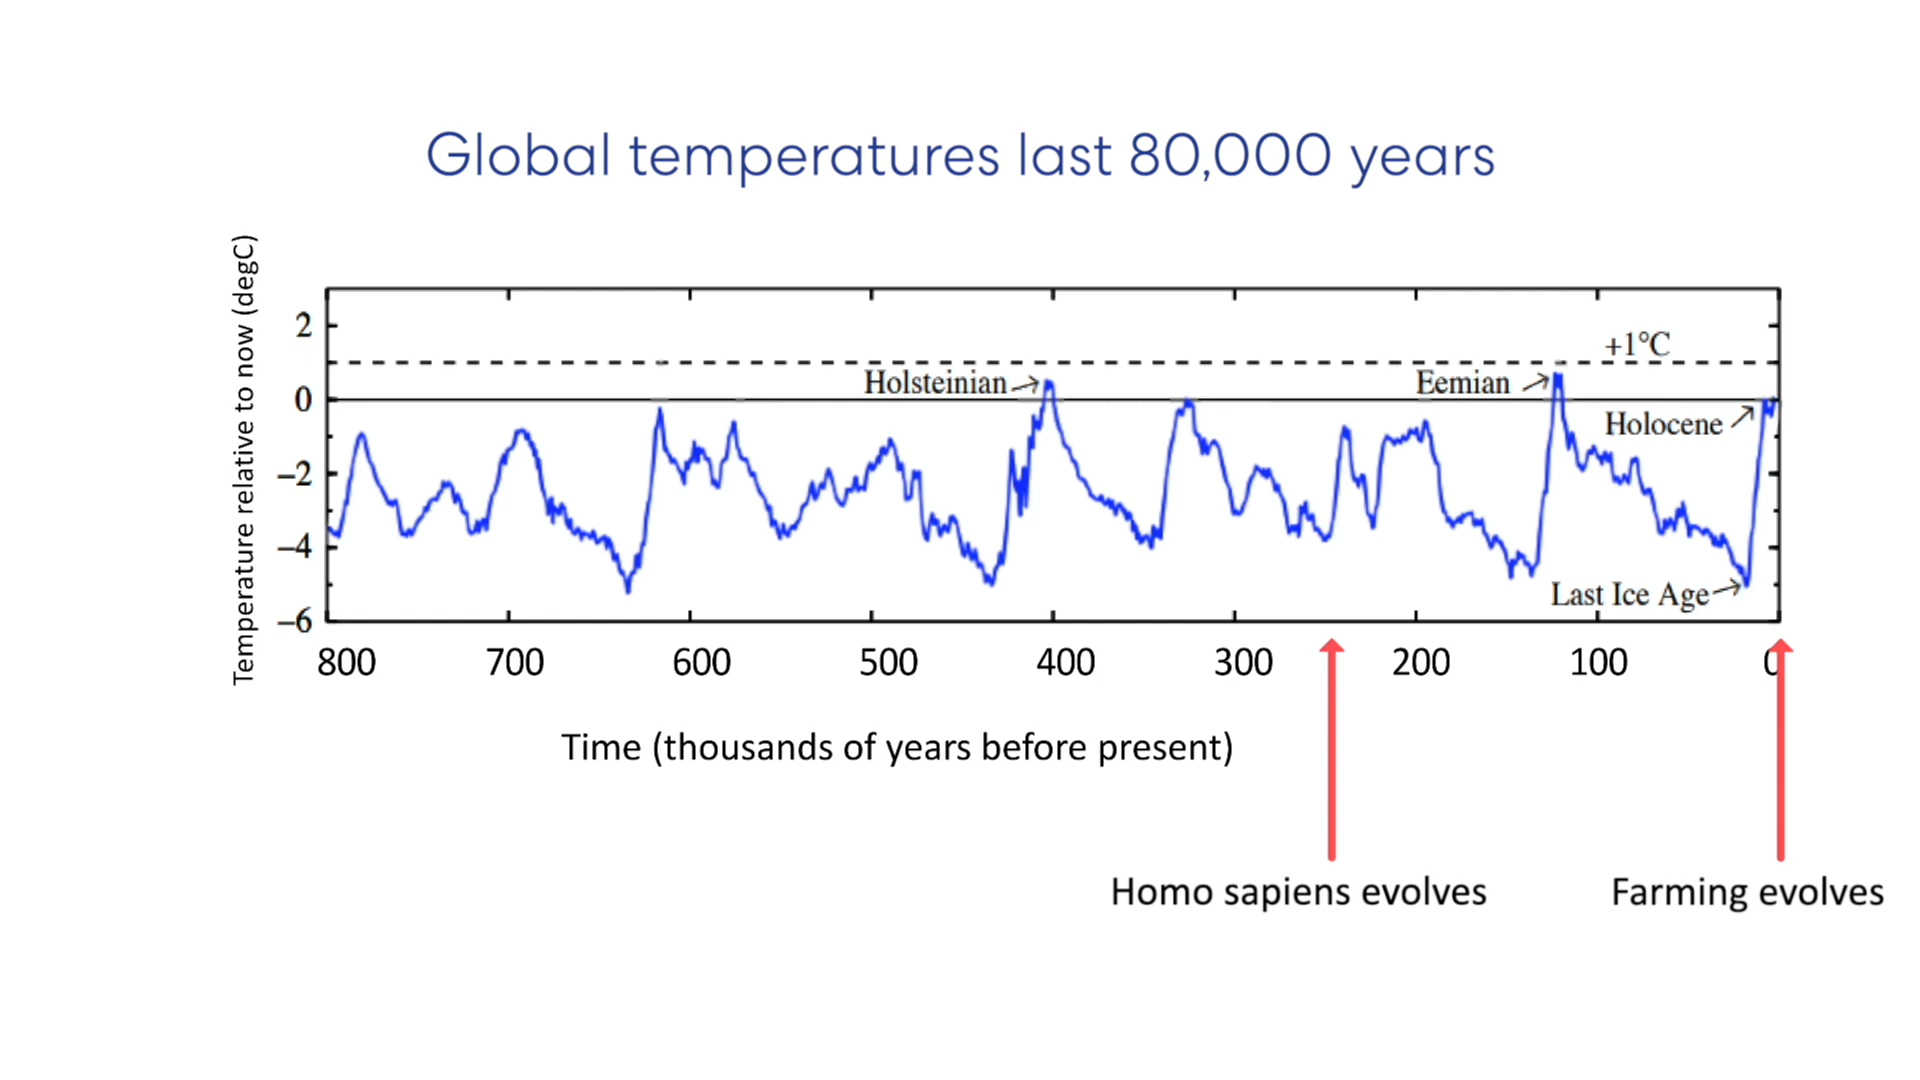 Global temperatures last 80,000 years
Temperature relative to now (degC)
2
0
−2
−4
−6
+1°C
Holsteinian
Eemian
Holocene
Last Ice Age
800 700 600 500 400 300 200 100 0
Time (thousands of years before present)
Homo sapiens evolves
Farming evolves